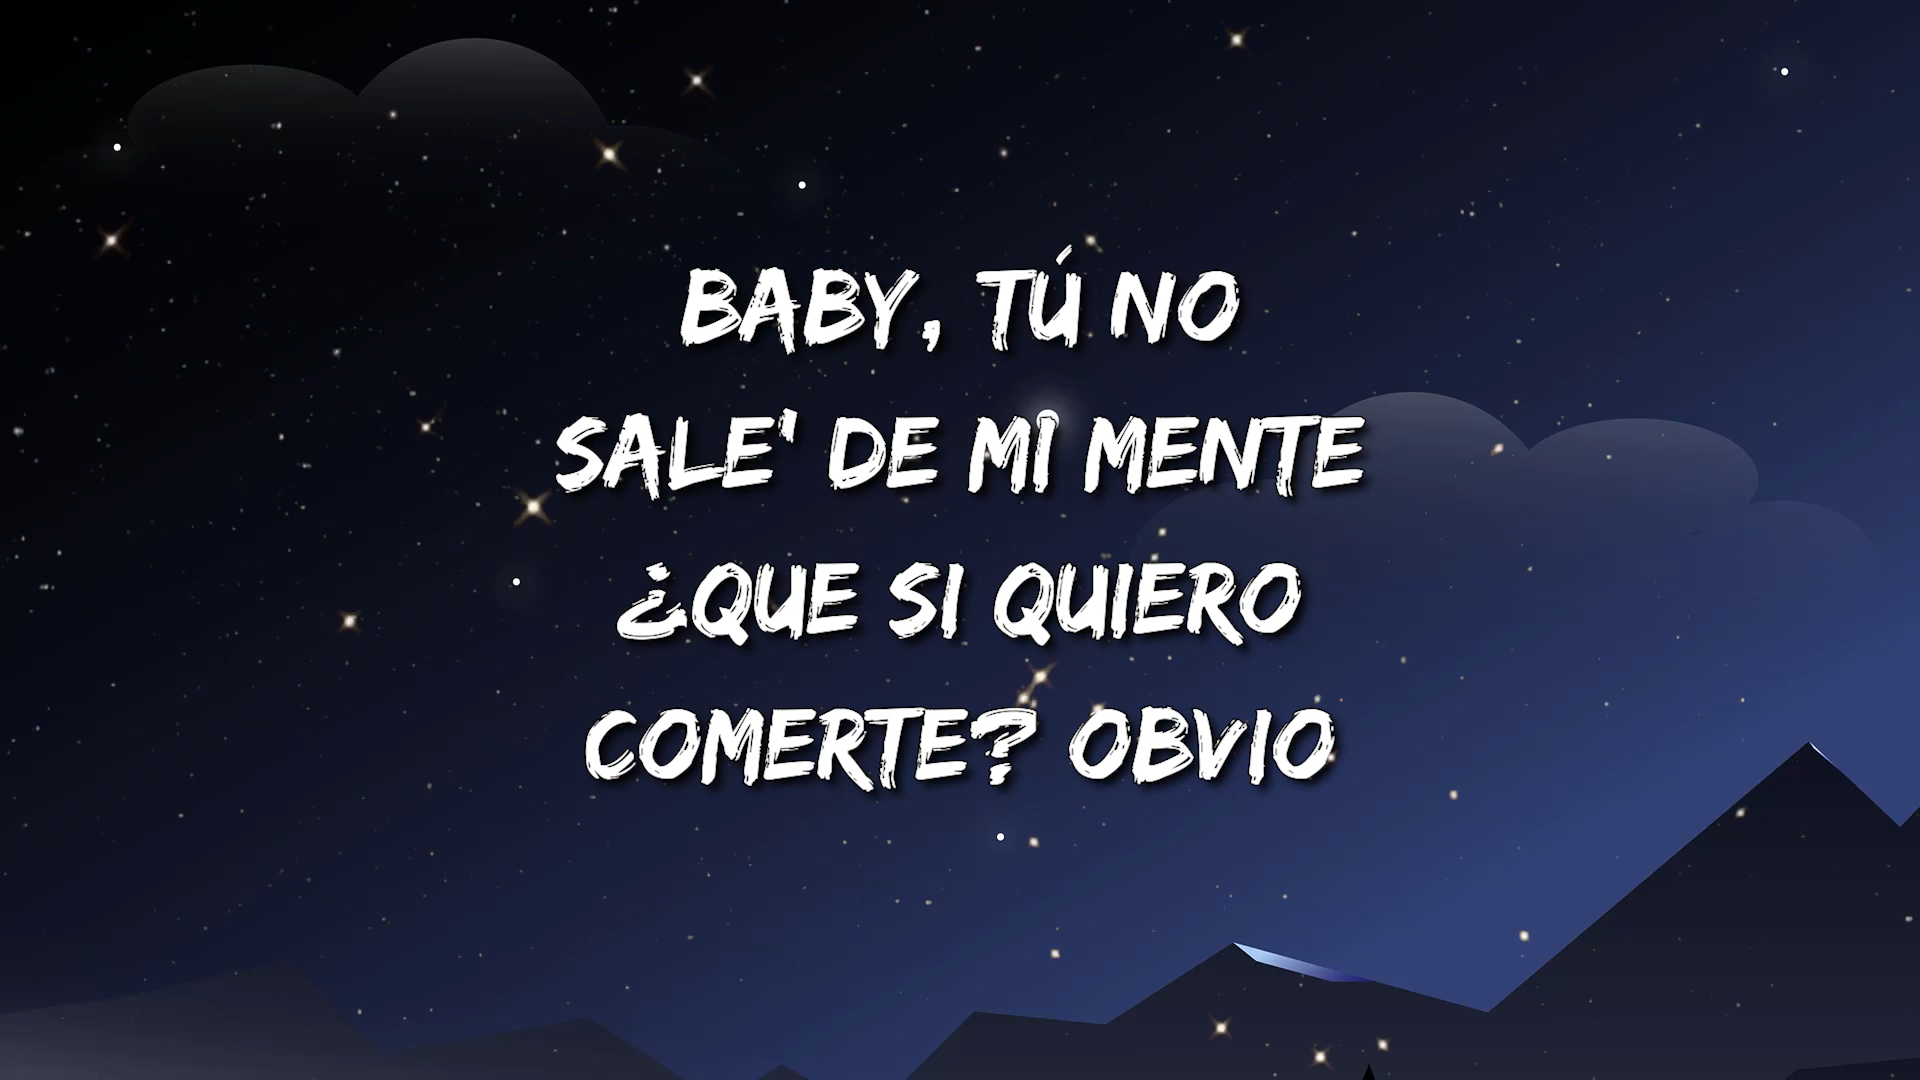 BABY, TÚ NO
SALE' DE MI MENTE
¿QUE SI QUIERO
COMERTE? OBVIO